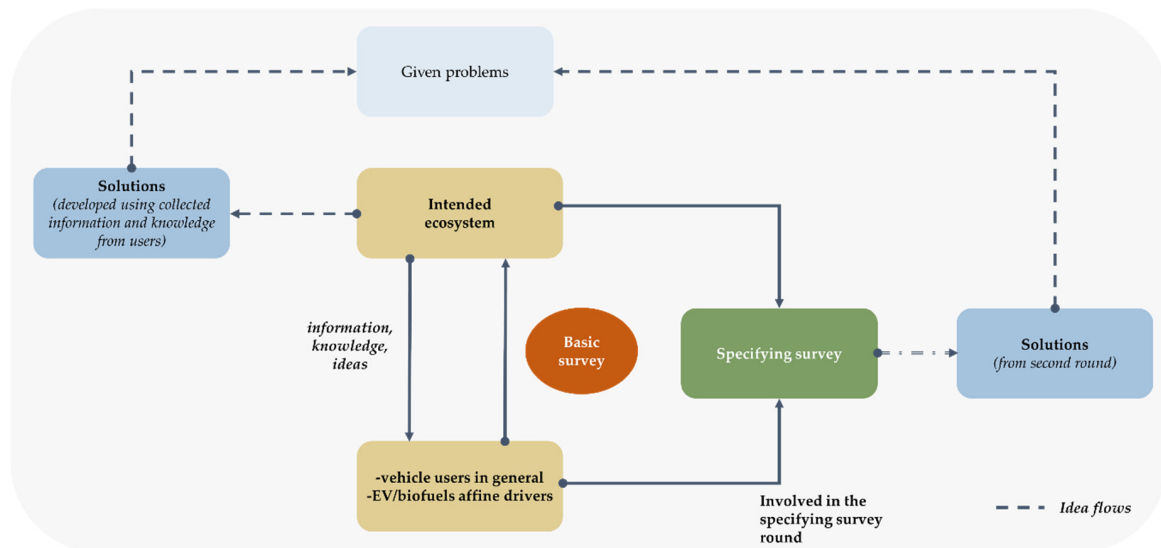 Given problems
Solutions
(developed using collected
information and knowledge
from users)
Intended
ecosystem
information,
knowledge,
ideas
Basic
survey
Specifying survey
Solutions
(from second round)
-vehicle users in general
-EV/biofuels affine drivers
Involved in the
specifying survey
round
Idea flows